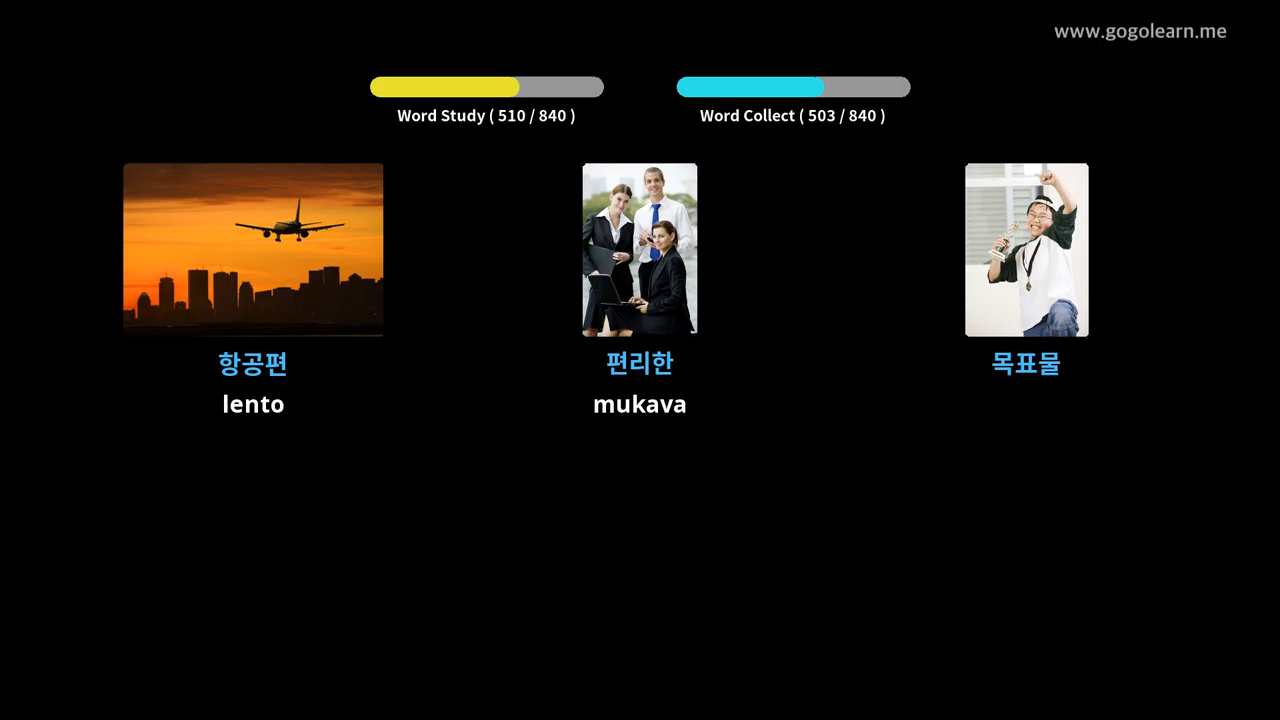 www.gogolearn.me
Word Study ( 510 / 840 )
Word Collect ( 503 / 840 )
항공편
편리한
목표물
lento
mukava